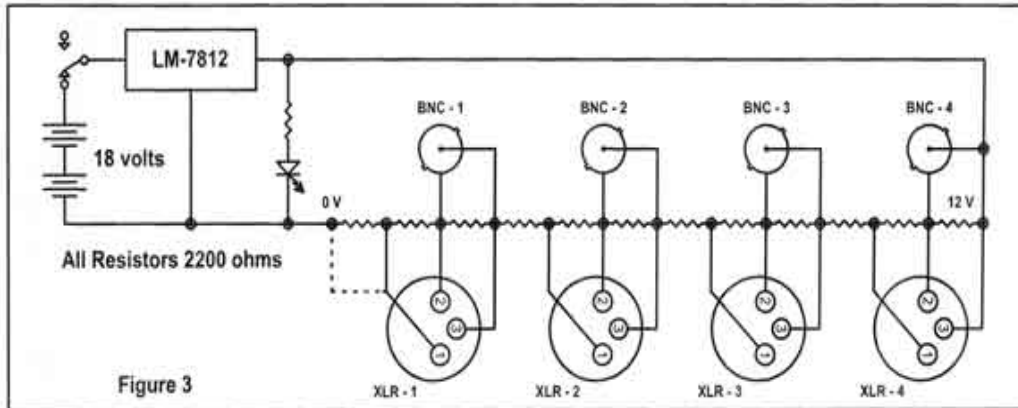 LM-7812
BNC - 1
BNC - 2
BNC - 3
BNC - 4
18 volts
0 V
12 V
All Resistors 2200 ohms
2
3
1
2
3
1
2
3
1
2
3
1
Figure 3
XLR - 1
XLR - 2
XLR - 3
XLR - 4